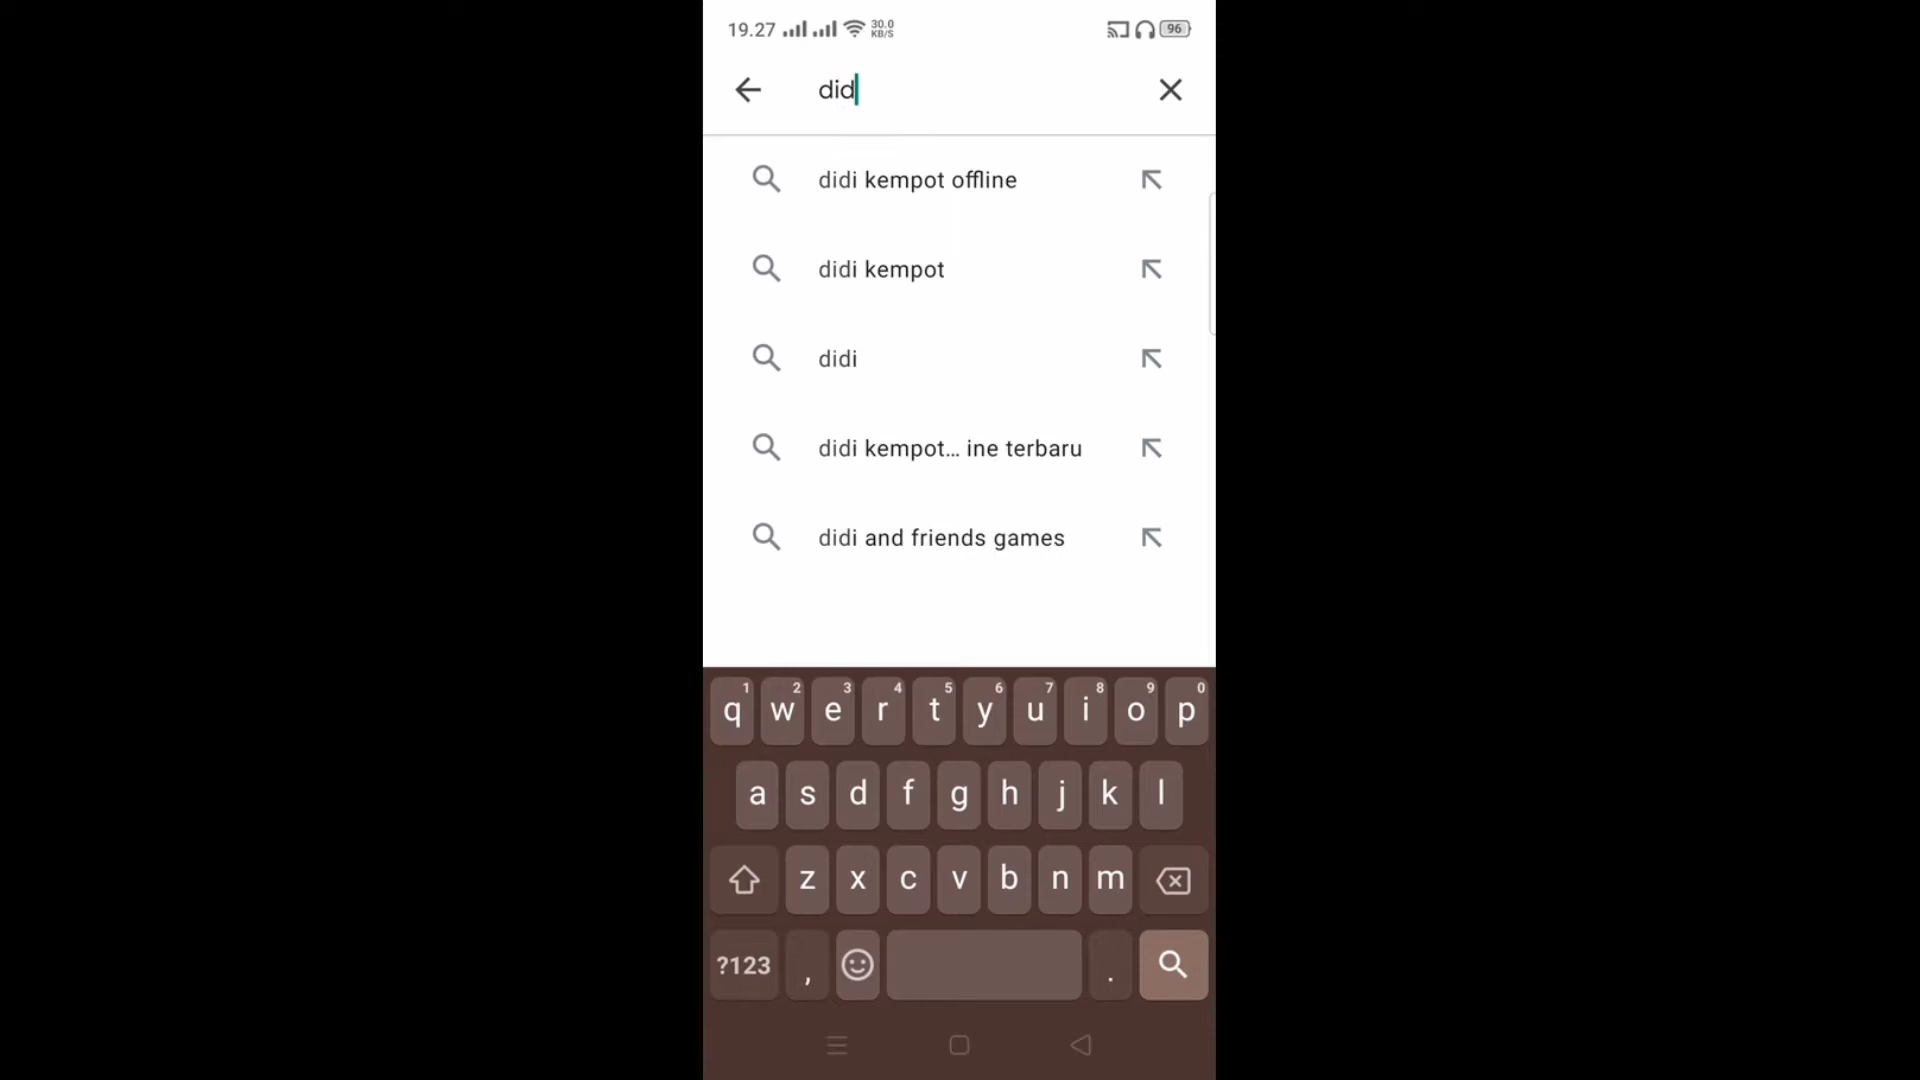 19.27 30.0 KB/S 96
did
didi kempot offline
didi kempot
didi
didi kempot... ine terbaru
didi and friends games
1 2 3 4 5 6 7 8 9 0
q w e r t y u i o p
a s d f g h j k l
z x c v b n m
?123 , .